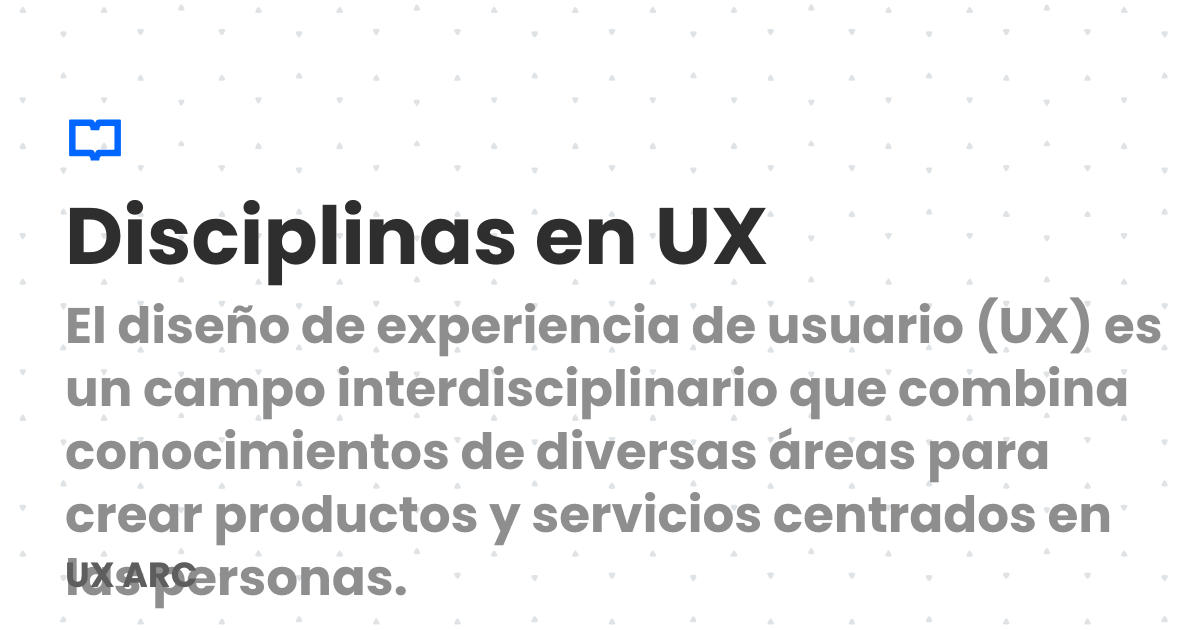 Disciplinas en UX
El diseño de experiencia de usuario (UX) es
un campo interdisciplinario que combina
conocimientos de diversas áreas para
crear productos y servicios centrados en
las personas.
UX ARC